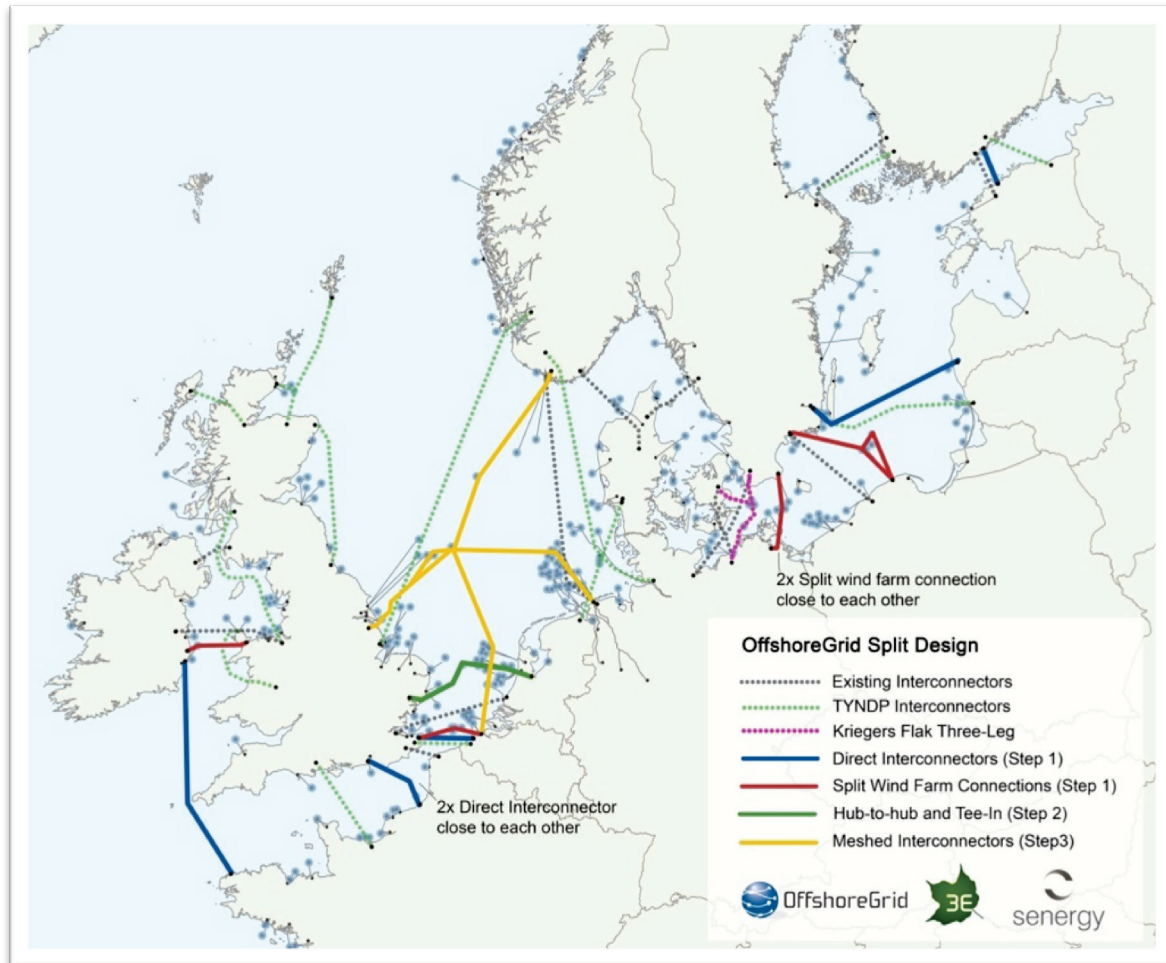 2x Split wind farm connection
close to each other
2x Direct Interconnector
close to each other
OffshoreGrid Split Design
Existing Interconnectors
TYNDP Interconnectors
Kriegers Flak Three-Leg
Direct Interconnectors (Step 1)
Split Wind Farm Connections (Step 1)
Hub-to-hub and Tee-In (Step 2)
Meshed Interconnectors (Step3)
OffshoreGrid
3E
senergy